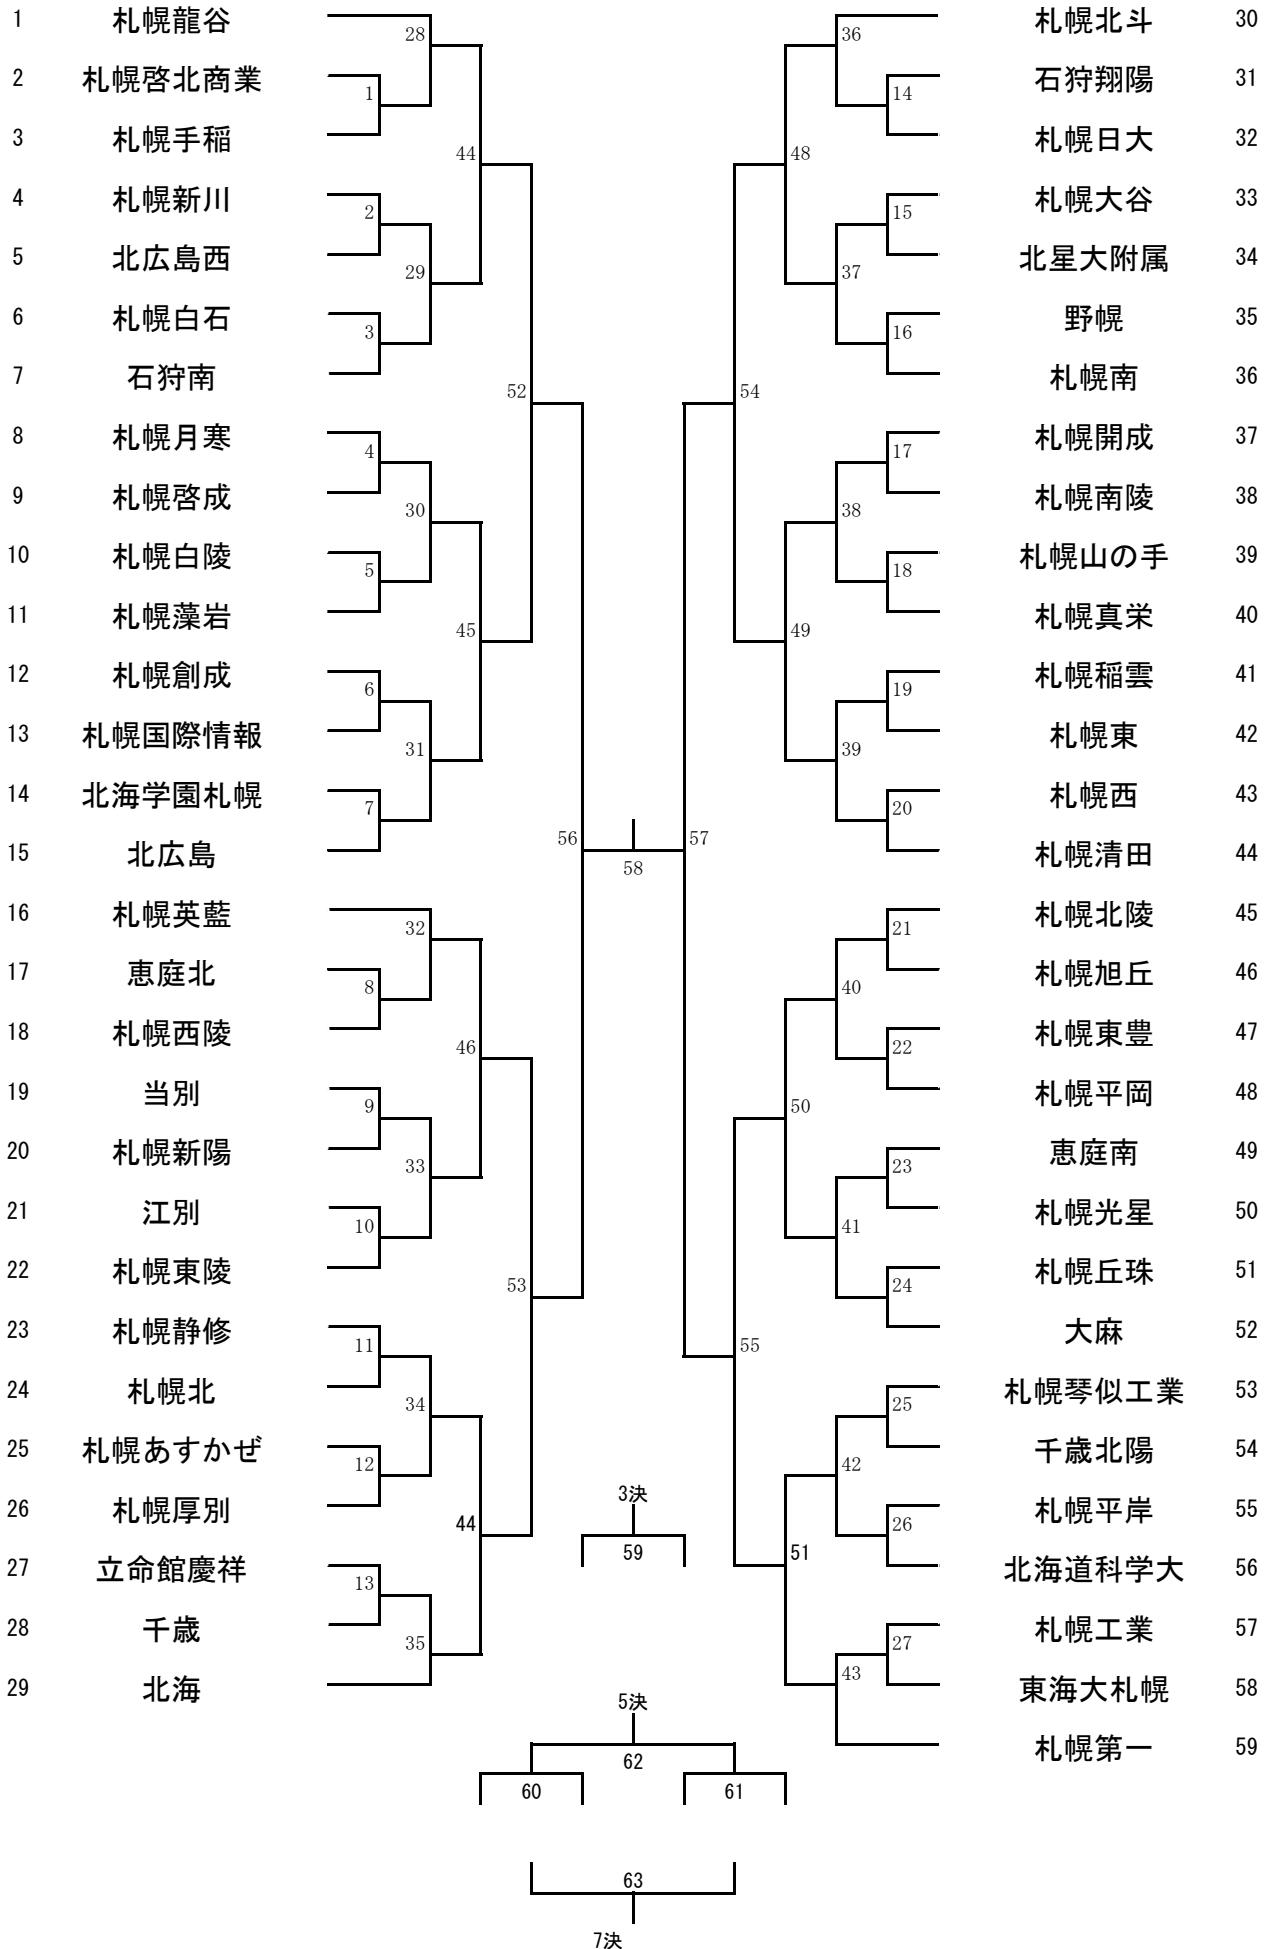 1 札幌龍谷 28 36 札幌北斗 30
2 札幌啓北商業 1 14 石狩翔陽 31
3 札幌手稲 札幌日大 32
44 48
4 札幌新川 2 15 札幌大谷 33
5 北広島西 29 37 北星大附属 34
6 札幌白石 3 16 野幌 35
7 石狩南 札幌南 36
52 54
8 札幌月寒 4 17 札幌開成 37
9 札幌啓成 30 38 札幌南陵 38
10 札幌白陵 5 18 札幌山の手 39
11 札幌藻岩 札幌真栄 40
45 49
12 札幌創成 6 19 札幌稲雲 41
13 札幌国際情報 31 39 札幌東 42
14 北海学園札幌 7 20 札幌西 43
56 57
15 北広島 58 札幌清田 44
16 札幌英藍 32 21 札幌北陵 45
17 恵庭北 8 40 札幌旭丘 46
18 札幌西陵 46 22 札幌東豊 47
19 当別 9 50 札幌平岡 48
20 札幌新陽 33 23 恵庭南 49
21 江別 10 41 札幌光星 50
22 札幌東陵 53 24 札幌丘珠 51
23 札幌静修 11 55 大麻 52
24 札幌北 34 25 札幌琴似工業 53
25 札幌あすかぜ 12 42 千歳北陽 54
3決
26 札幌厚別 44 26 札幌平岸 55
59 51
27 立命館慶祥 13 北海道科学大 56
28 千歳 35 27 札幌工業 57
29 北海 43 東海大札幌 58
5決
62 札幌第一 59
60 61
63
7決